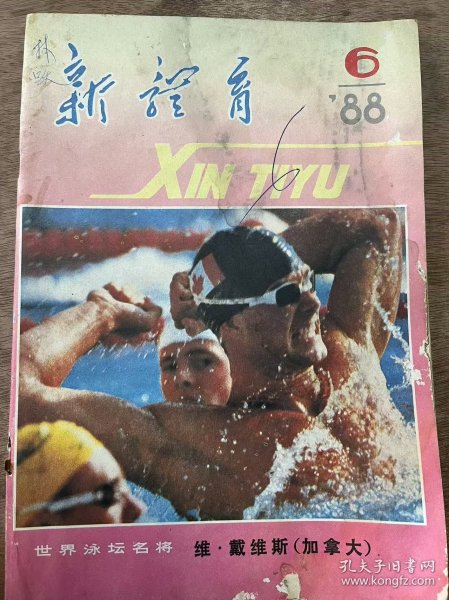 新體育
6
'88
XIN TIYU
世界泳坛名将 维·戴维斯(加拿大)
孔夫子旧书网
kongfz.com